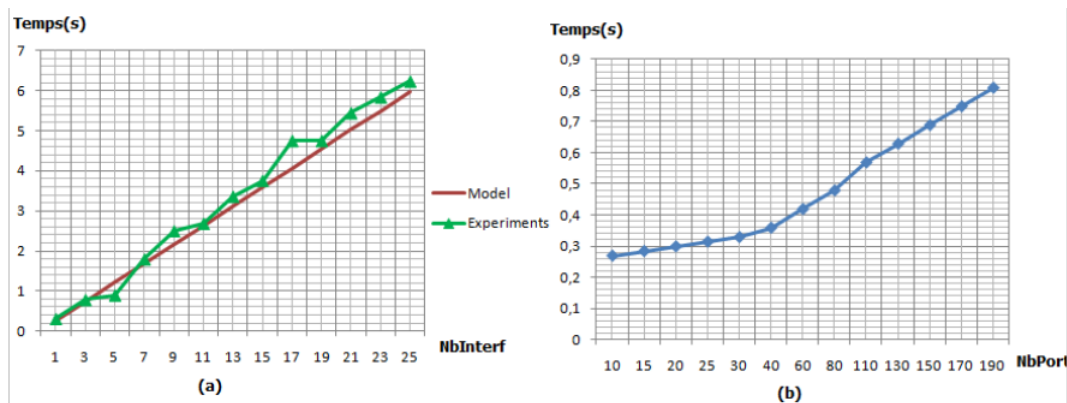 Temps(s)
7
6
5
4
3
2
1
0
1 3 5 7 9 11 13 15 17 19 21 23 25
NbInterf
(a)
Model
Experiments
Temps(s)
0,9
0,8
0,7
0,6
0,5
0,4
0,3
0,2
0,1
0
10 15 20 25 30 40 60 80 110 130 150 170 190
NbPort
(b)